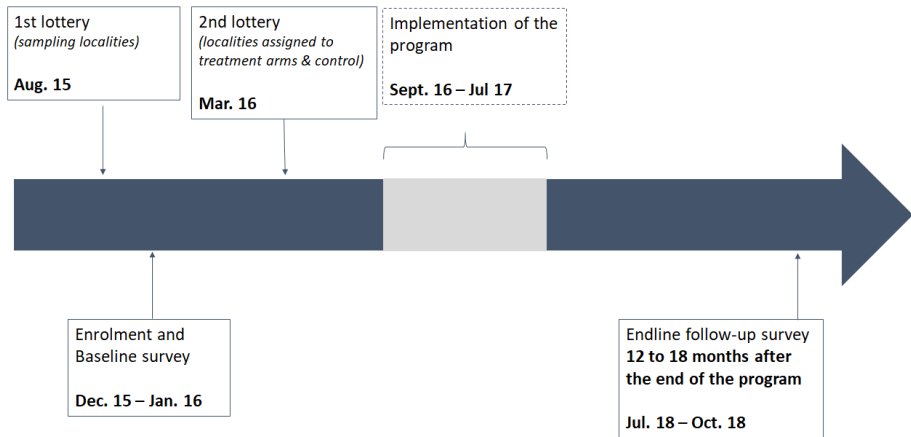 1st lottery
(sampling localities)
Aug. 15
2nd lottery
(localities assigned to
treatment arms & control)
Mar. 16
Implementation of the
program
Sept. 16 – Jul 17
Enrolment and
Baseline survey
Dec. 15 – Jan. 16
Endline follow-up survey
12 to 18 months after
the end of the program
Jul. 18 – Oct. 18